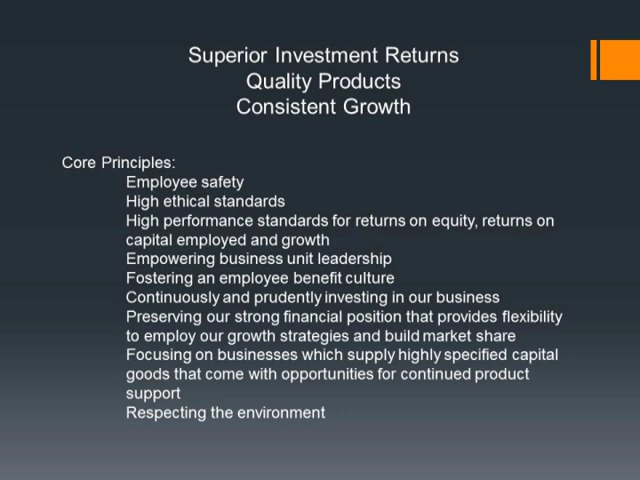 Superior Investment Returns
Quality Products
Consistent Growth
Core Principles:
Employee safety
High ethical standards
High performance standards for returns on equity, returns on
capital employed and growth
Empowering business unit leadership
Fostering an employee benefit culture
Continuously and prudently investing in our business
Preserving our strong financial position that provides flexibility
to employ our growth strategies and build market share
Focusing on businesses which supply highly specified capital
goods that come with opportunities for continued product
support
Respecting the environment